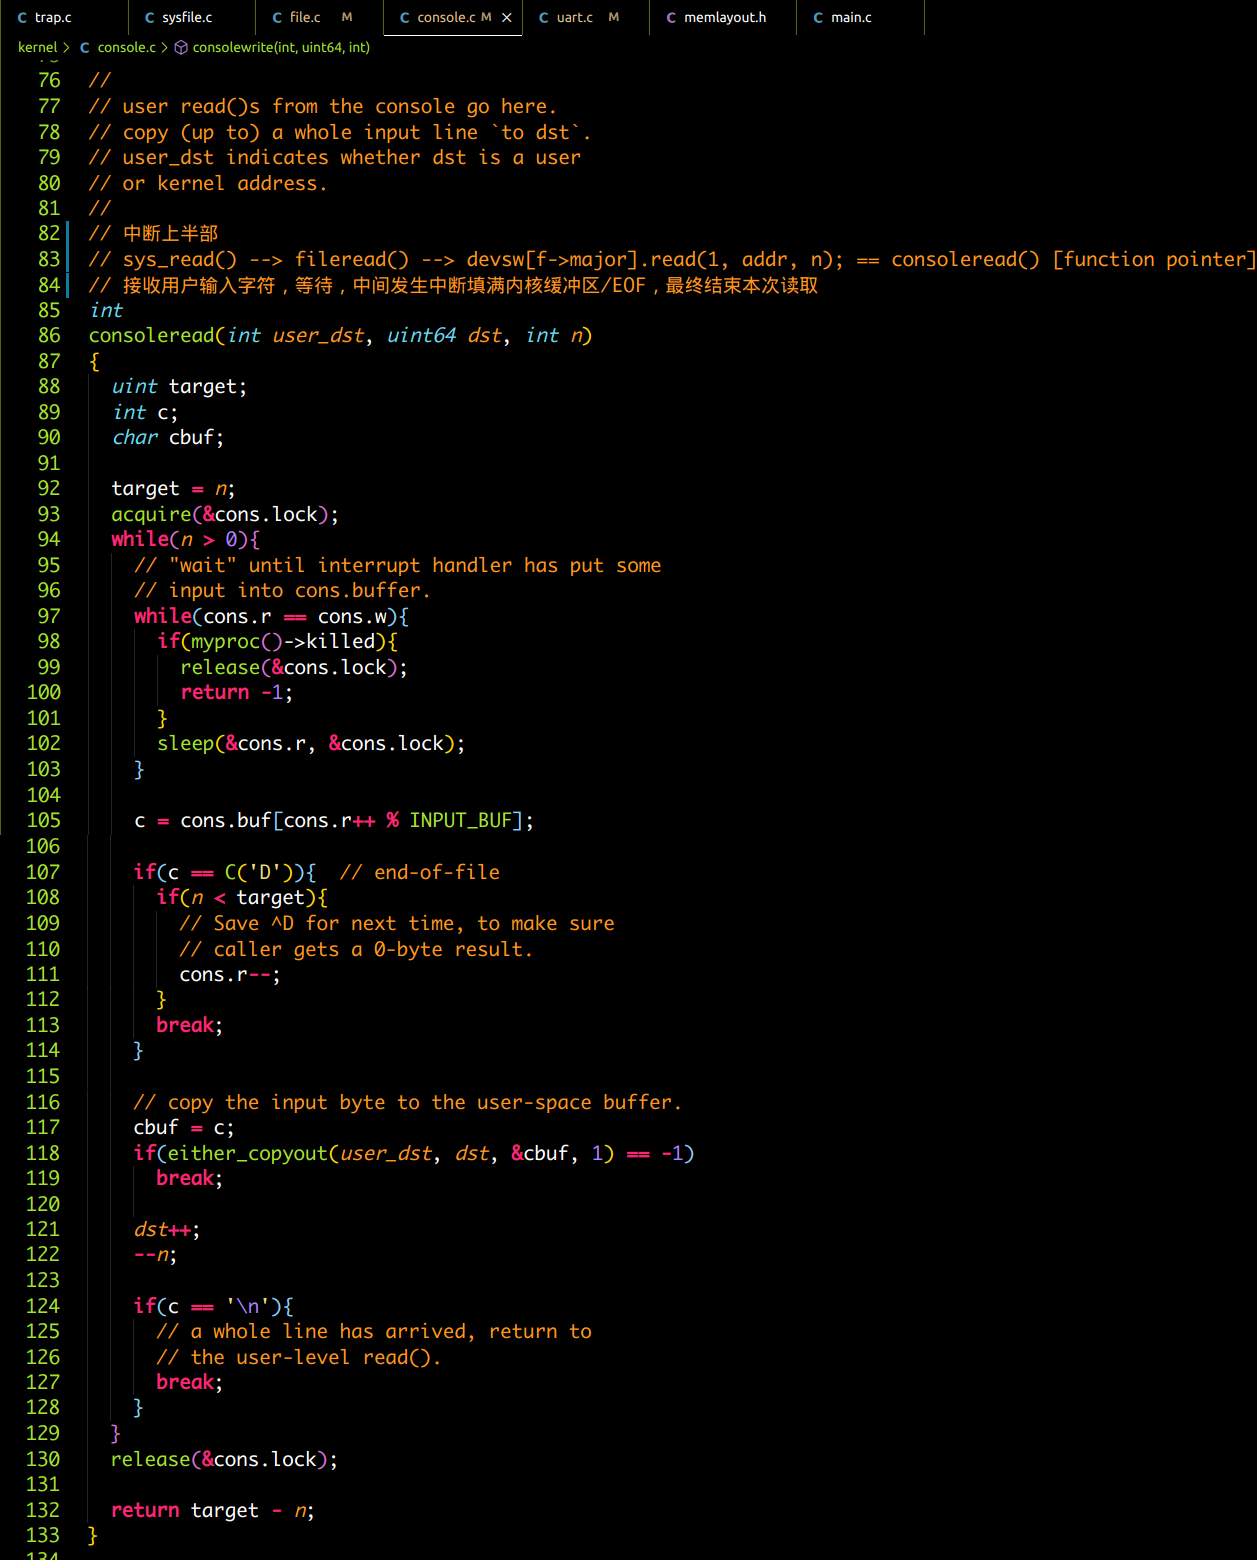 C trap.c C sysfile.c C file.c M C console.c M × C uart.c M C memlayout.h C main.c
kernel > C console.c > consolewrite(int, uint64, int)
76 //
77 // user read()s from the console go here.
78 // copy (up to) a whole input line `to dst`.
79 // user_dst indicates whether dst is a user
80 // or kernel address.
81 //
82 // 中断上半部
83 // sys_read() --> fileread() --> devsw[f->major].read(1, addr, n); == consoleread() [function pointer]
84 // 接收用户输入字符，等待，中间发生中断填满内核缓冲区/EOF，最终结束本次读取
85 int
86 consoleread(int user_dst, uint64 dst, int n)
87 {
88   uint target;
89   int c;
90   char cbuf;
91
92   target = n;
93   acquire(&cons.lock);
94   while(n > 0){
95     // "wait" until interrupt handler has put some
96     // input into cons.buffer.
97     while(cons.r == cons.w){
98       if(myproc()->killed){
99         release(&cons.lock);
100         return -1;
101       }
102       sleep(&cons.r, &cons.lock);
103     }
104
105     c = cons.buf[cons.r++ % INPUT_BUF];
106
107     if(c == C('D')){  // end-of-file
108       if(n < target){
109         // Save ^D for next time, to make sure
110         // caller gets a 0-byte result.
111         cons.r--;
112       }
113       break;
114     }
115
116     // copy the input byte to the user-space buffer.
117     cbuf = c;
118     if(either_copyout(user_dst, dst, &cbuf, 1) == -1)
119       break;
120
121     dst++;
122     --n;
123
124     if(c == '\n'){
125       // a whole line has arrived, return to
126       // the user-level read().
127       break;
128     }
129   }
130   release(&cons.lock);
131
132   return target - n;
133 }